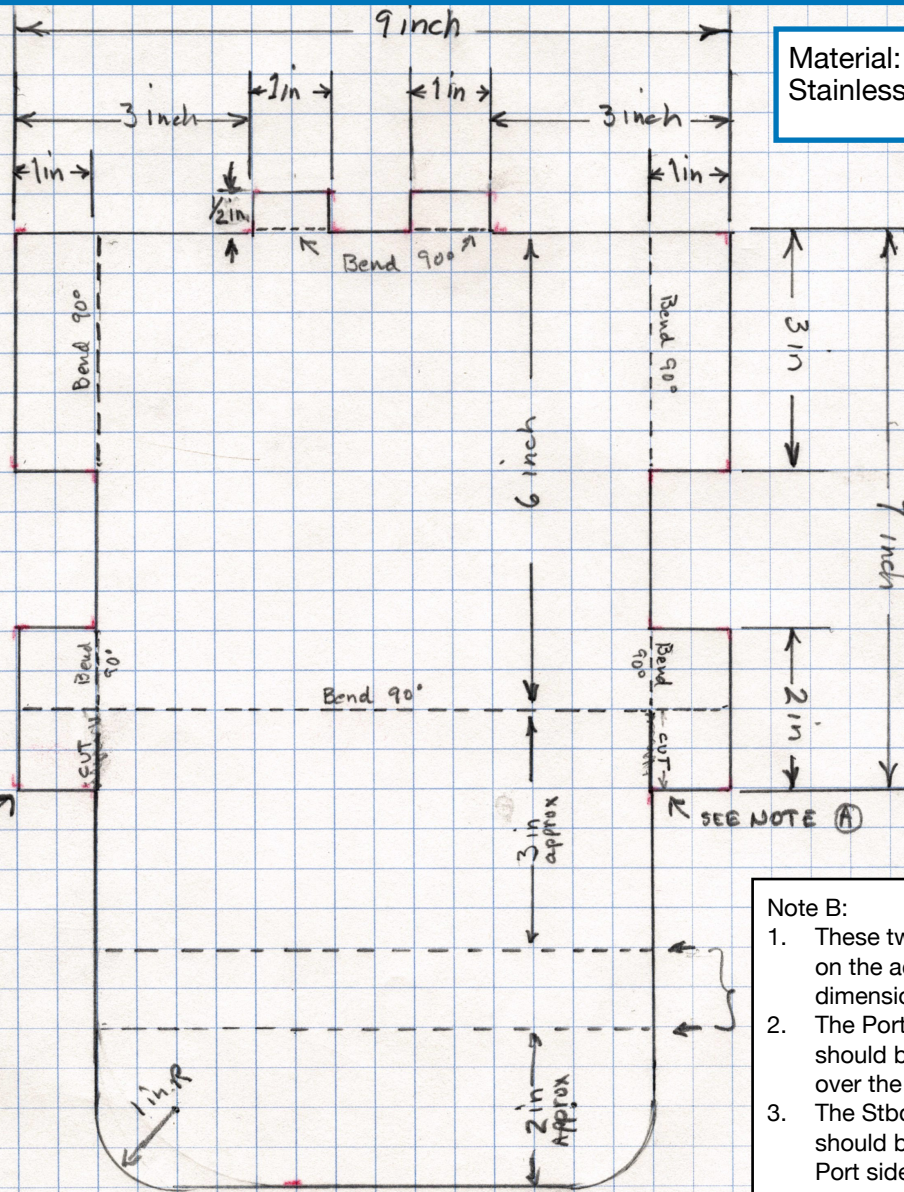 9 inch
Material:
Stainless
1in
1in
3 inch
3 inch
1in
1in
1/2in
Bend 90°
Bend 90°
Bend 90°
3 in
6 inch
7 inch
Bend 90°
Bend 90°
Bend 90°
2 in
CUT
CUT
SEE NOTE A
3 in approx
Note B:
1. These tw
on the a
dimensio
2. The Port
should b
over the
3. The Stbo
should b
Port side
1 in. R
2 in Approx.